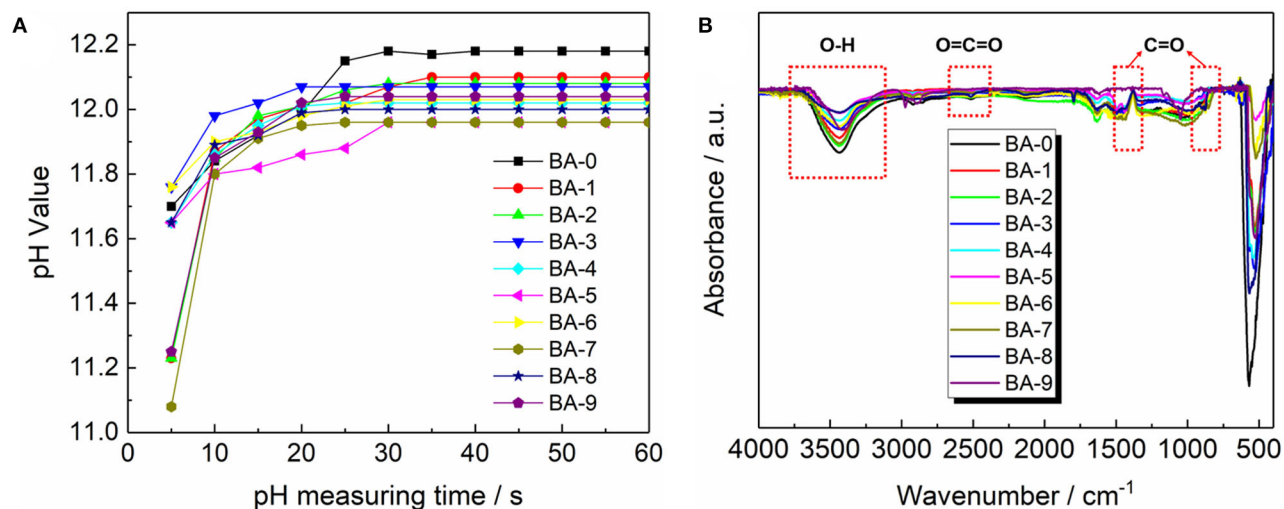 A
pH Value
12.2
12.0
11.8
11.6
11.4
11.2
11.0
0 10 20 30 40 50 60
pH measuring time / s
BA-0
BA-1
BA-2
BA-3
BA-4
BA-5
BA-6
BA-7
BA-8
BA-9
B
O-H O=C=O C=O
Absorbance / a.u.
BA-0
BA-1
BA-2
BA-3
BA-4
BA-5
BA-6
BA-7
BA-8
BA-9
4000 3500 3000 2500 2000 1500 1000 500
Wavenumber / cm⁻¹